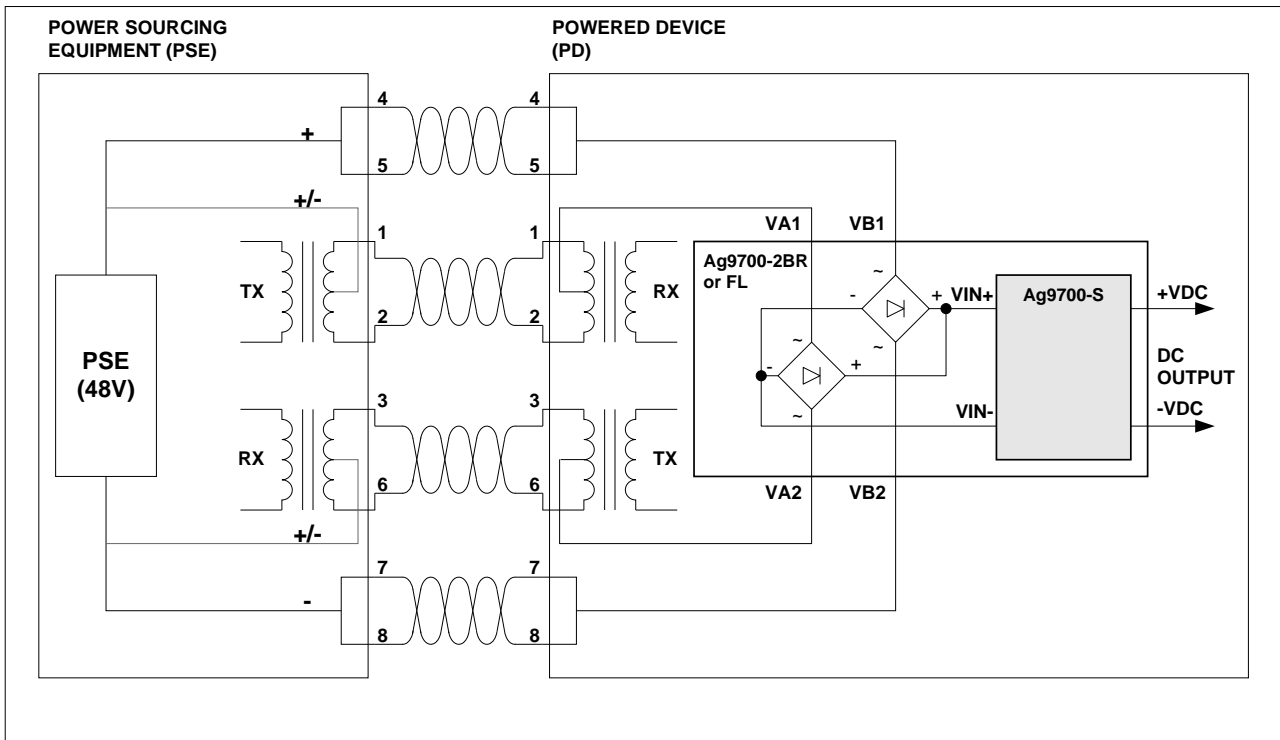 POWER SOURCING
EQUIPMENT (PSE)
POWERED DEVICE
(PD)
4
4
+
5
5
+/-
1
1
VA1
VB1
TX
RX
Ag9700-2BR
or FL
~
-
+
VIN+
Ag9700-S
+VDC
2
2
~
~
PSE
(48V)
-
+
DC
OUTPUT
3
3
~
VIN-
-VDC
RX
TX
6
6
VA2
VB2
+/-
7
7
-
8
8